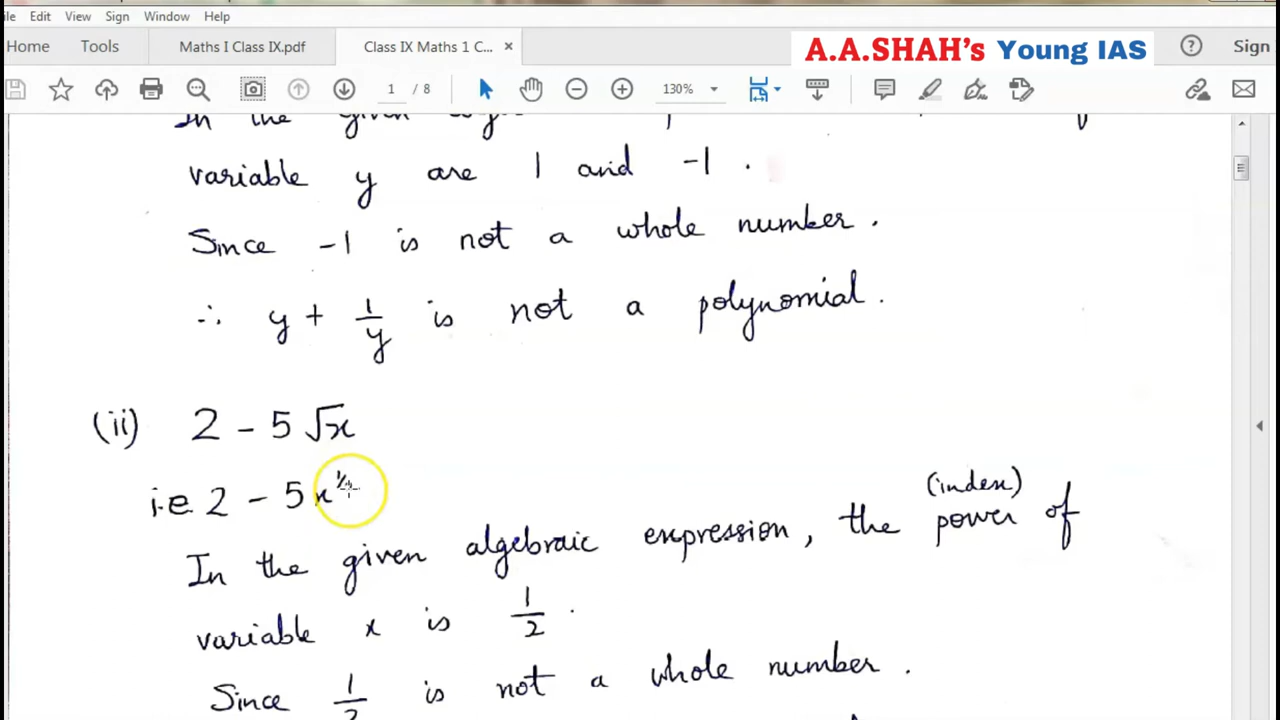 ile Edit View Sign Window Help
Home Tools Maths I Class IX.pdf Class IX Maths 1 C... × Sign
A.A.SHAH's Young IAS
1 / 8 130%
In the given
variable y are 1 and -1 .
Since -1 is not a whole number.
∴ y + 1/y is not a polynomial.
(ii) 2 - 5 √x
i.e. 2 - 5 x^1/2
(index)
In the given algebraic expression, the power of
variable x is 1/2 .
Since 1/2 is not a whole number.